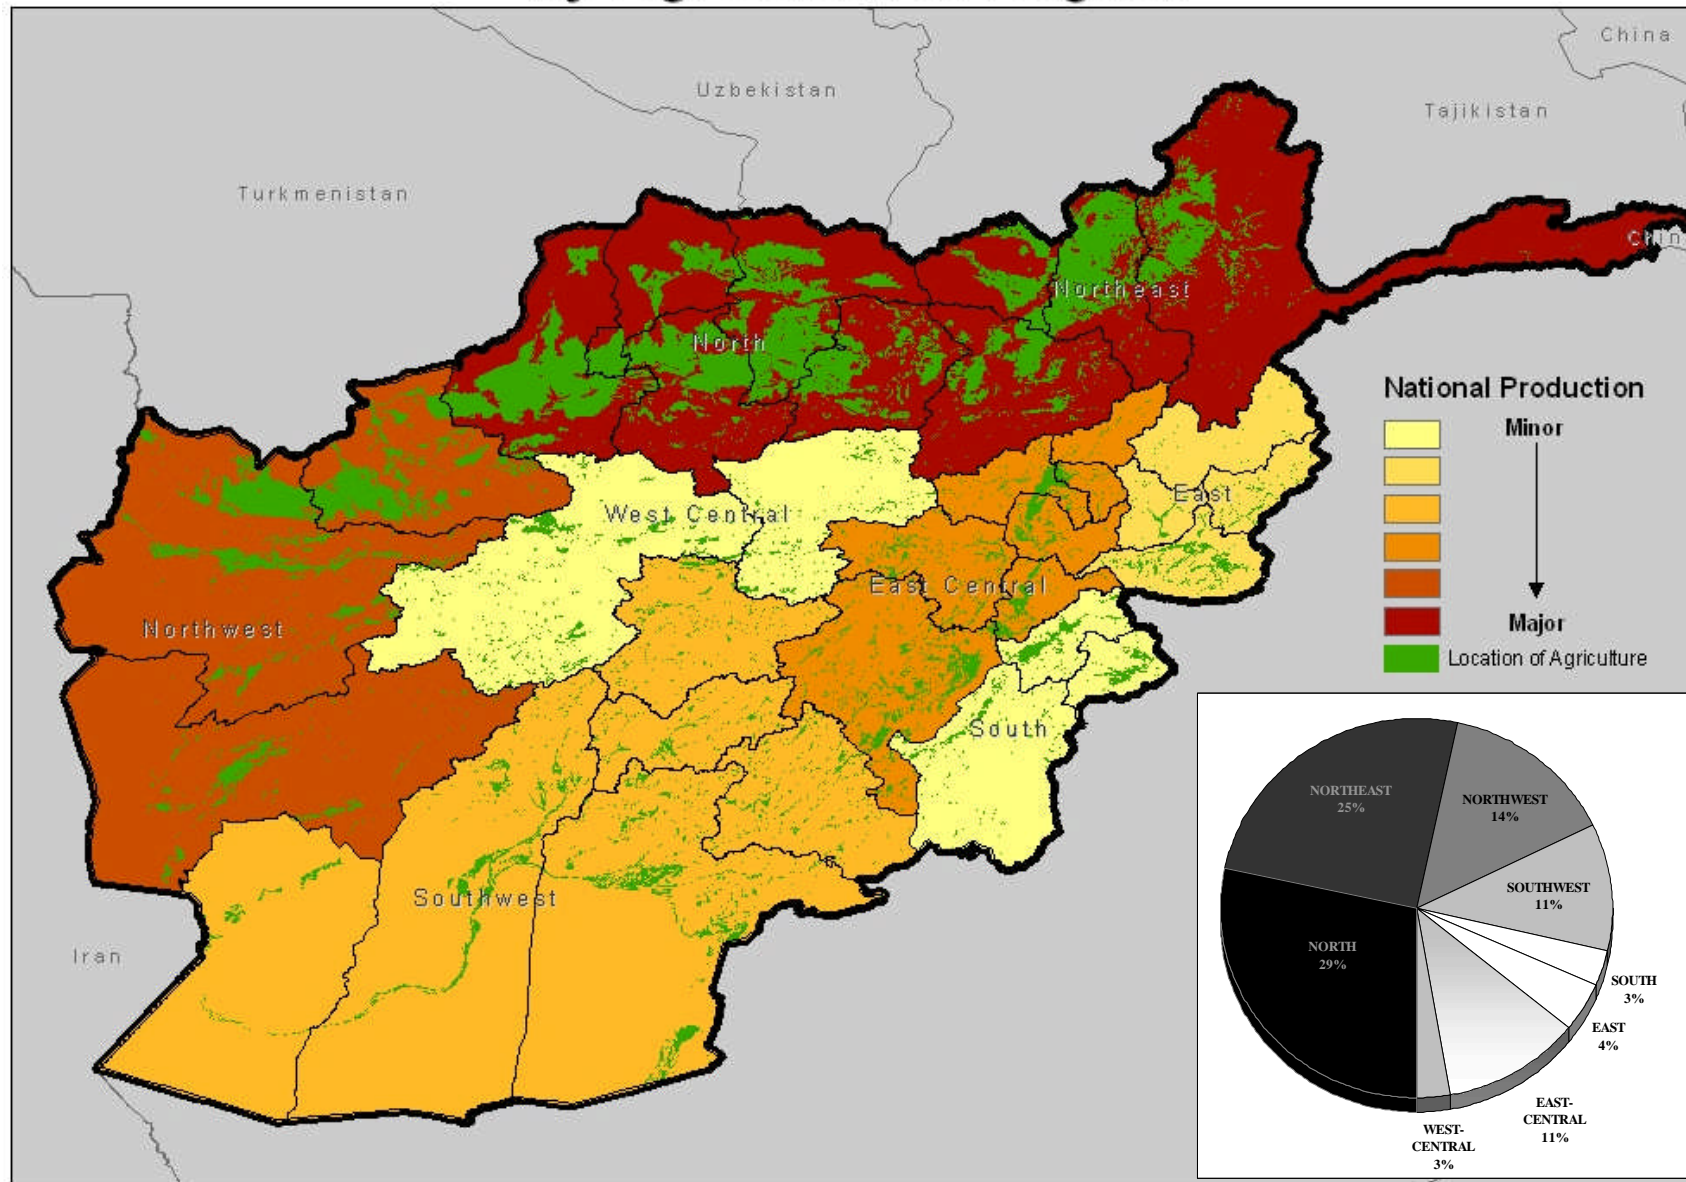 China
Uzbekistan
Tajikistan
Turkmenistan
Northeast
North
National Production
Minor
East
West Central
East Central
Northwest
Major
Location of Agriculture
South
Southwest
Iran
NORTHEAST
25%
NORTHWEST
14%
SOUTHWEST
11%
NORTH
29%
SOUTH
3%
EAST
4%
EAST-
CENTRAL
11%
WEST-
CENTRAL
3%